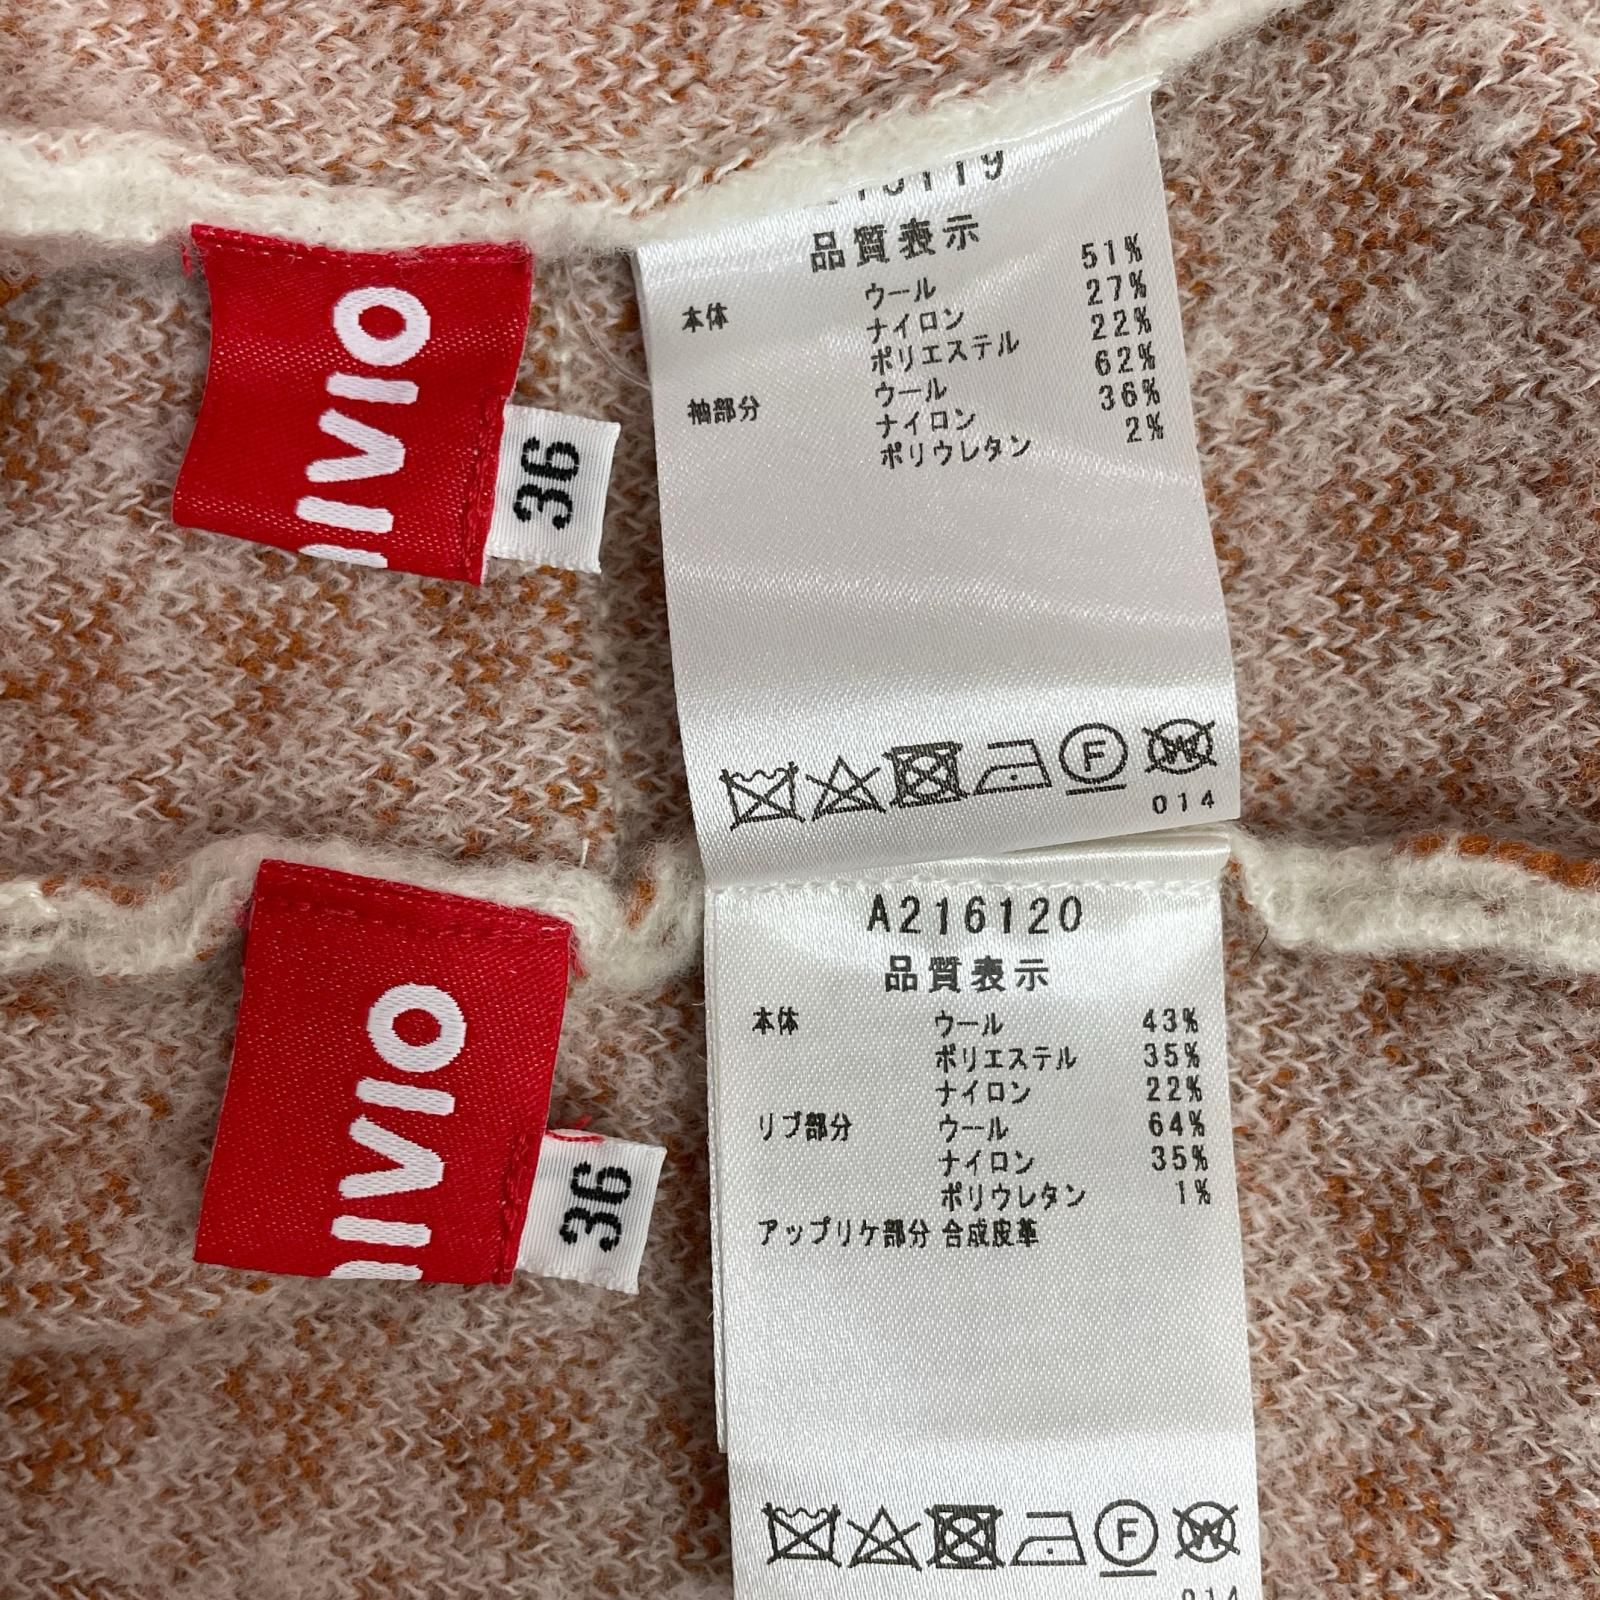 品質表示
本体 ウール 51%
ナイロン 27%
ポリエステル 22%
袖部分 ウール 62%
ナイロン 36%
ポリウレタン 2%
F
W
014
36
A216120
品質表示
本体 ウール 43%
ポリエステル 35%
ナイロン 22%
リブ部分 ウール 64%
ナイロン 35%
ポリウレタン 1%
アップリケ部分 合成皮革
F
W
36